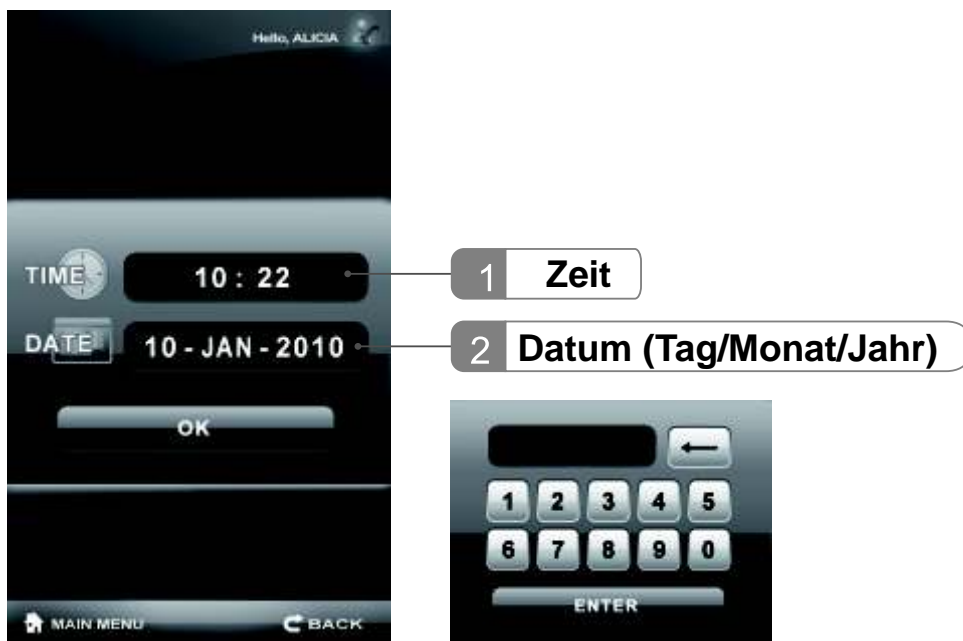 Hello, ALICIA
TIME 10 : 22
1 Zeit
DATE 10 - JAN - 2010
2 Datum (Tag/Monat/Jahr)
OK
1 2 3 4 5
6 7 8 9 0
ENTER
MAIN MENU BACK